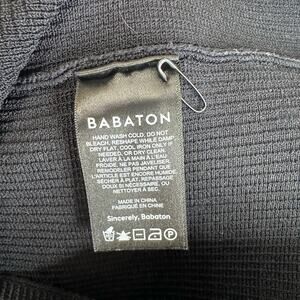 BABATON
HAND WASH COLD, DO NOT
BLEACH, RESHAPE WHILE DAMP
DRY FLAT, COOL IRON ONLY IF
NEEDED, OR DRY CLEAN.
LAVER À LA MAIN À L'EAU
FROIDE, NE PAS JAVELISER,
REMODELER PENDANT QUE
L'ARTICLE EST ENCORE HUMIDE.
SÉCHER À PLAT, REPASSAGE
DOUX SI NÉCESSAIRE, OU
NETTOYER À SEC.
MADE IN CHINA
FABRIQUÉ EN CHINE
Sincerely, Babaton
P